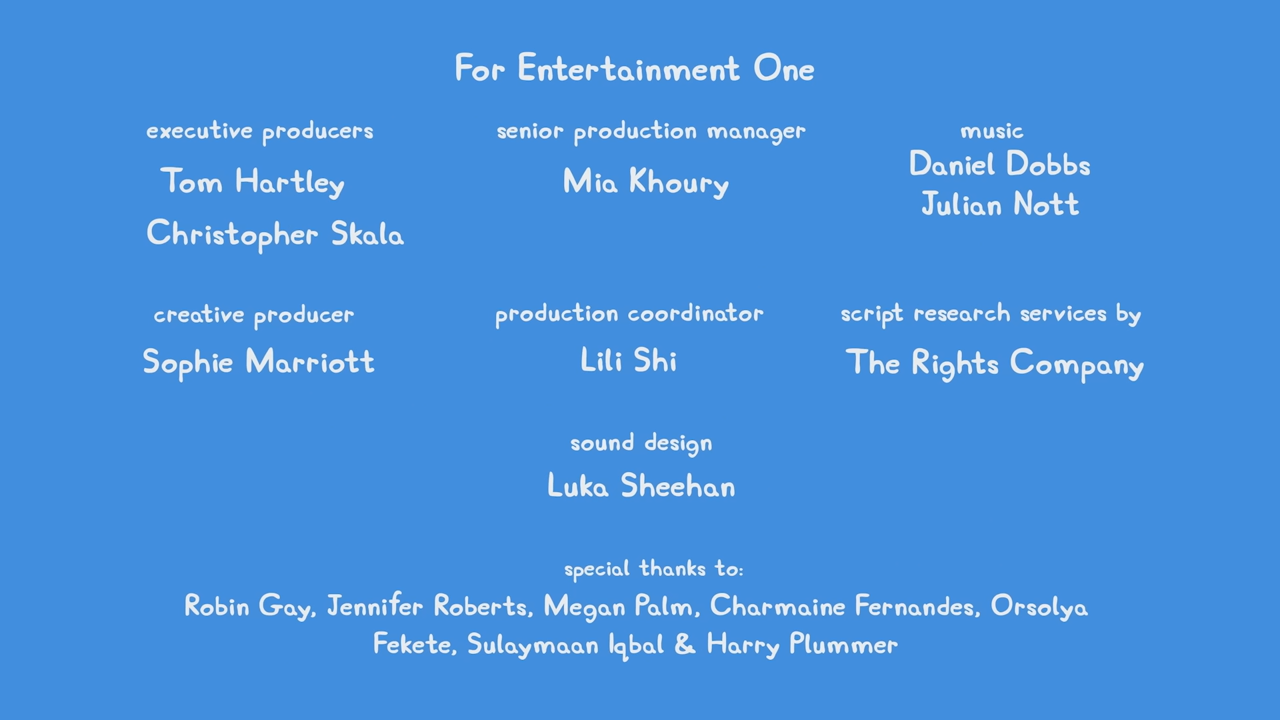 For Entertainment One
executive producers
Tom Hartley
Christopher Skala
senior production manager
Mia Khoury
music
Daniel Dobbs
Julian Nott
creative producer
Sophie Marriott
production coordinator
Lili Shi
script research services by
The Rights Company
sound design
Luka Sheehan
special thanks to:
Robin Gay, Jennifer Roberts, Megan Palm, Charmaine Fernandes, Orsolya
Fekete, Sulaymaan Iqbal & Harry Plummer